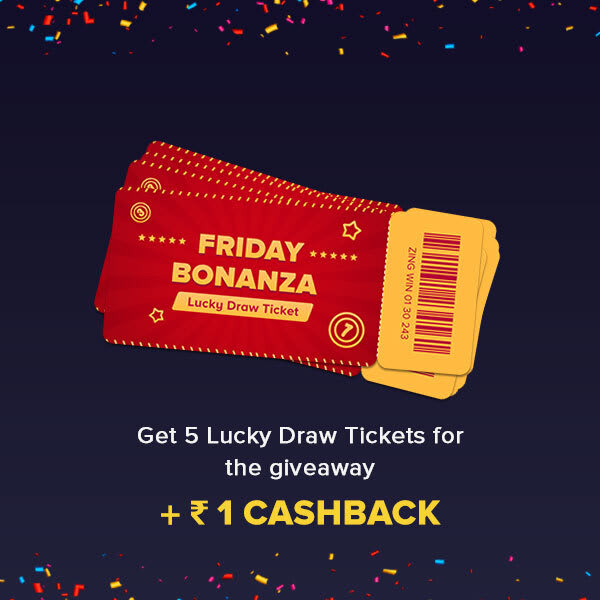 FRIDAY
BONANZA
Lucky Draw Ticket
ZING WIN 01 30 243
Get 5 Lucky Draw Tickets for
the giveaway
+ ₹ 1 CASHBACK